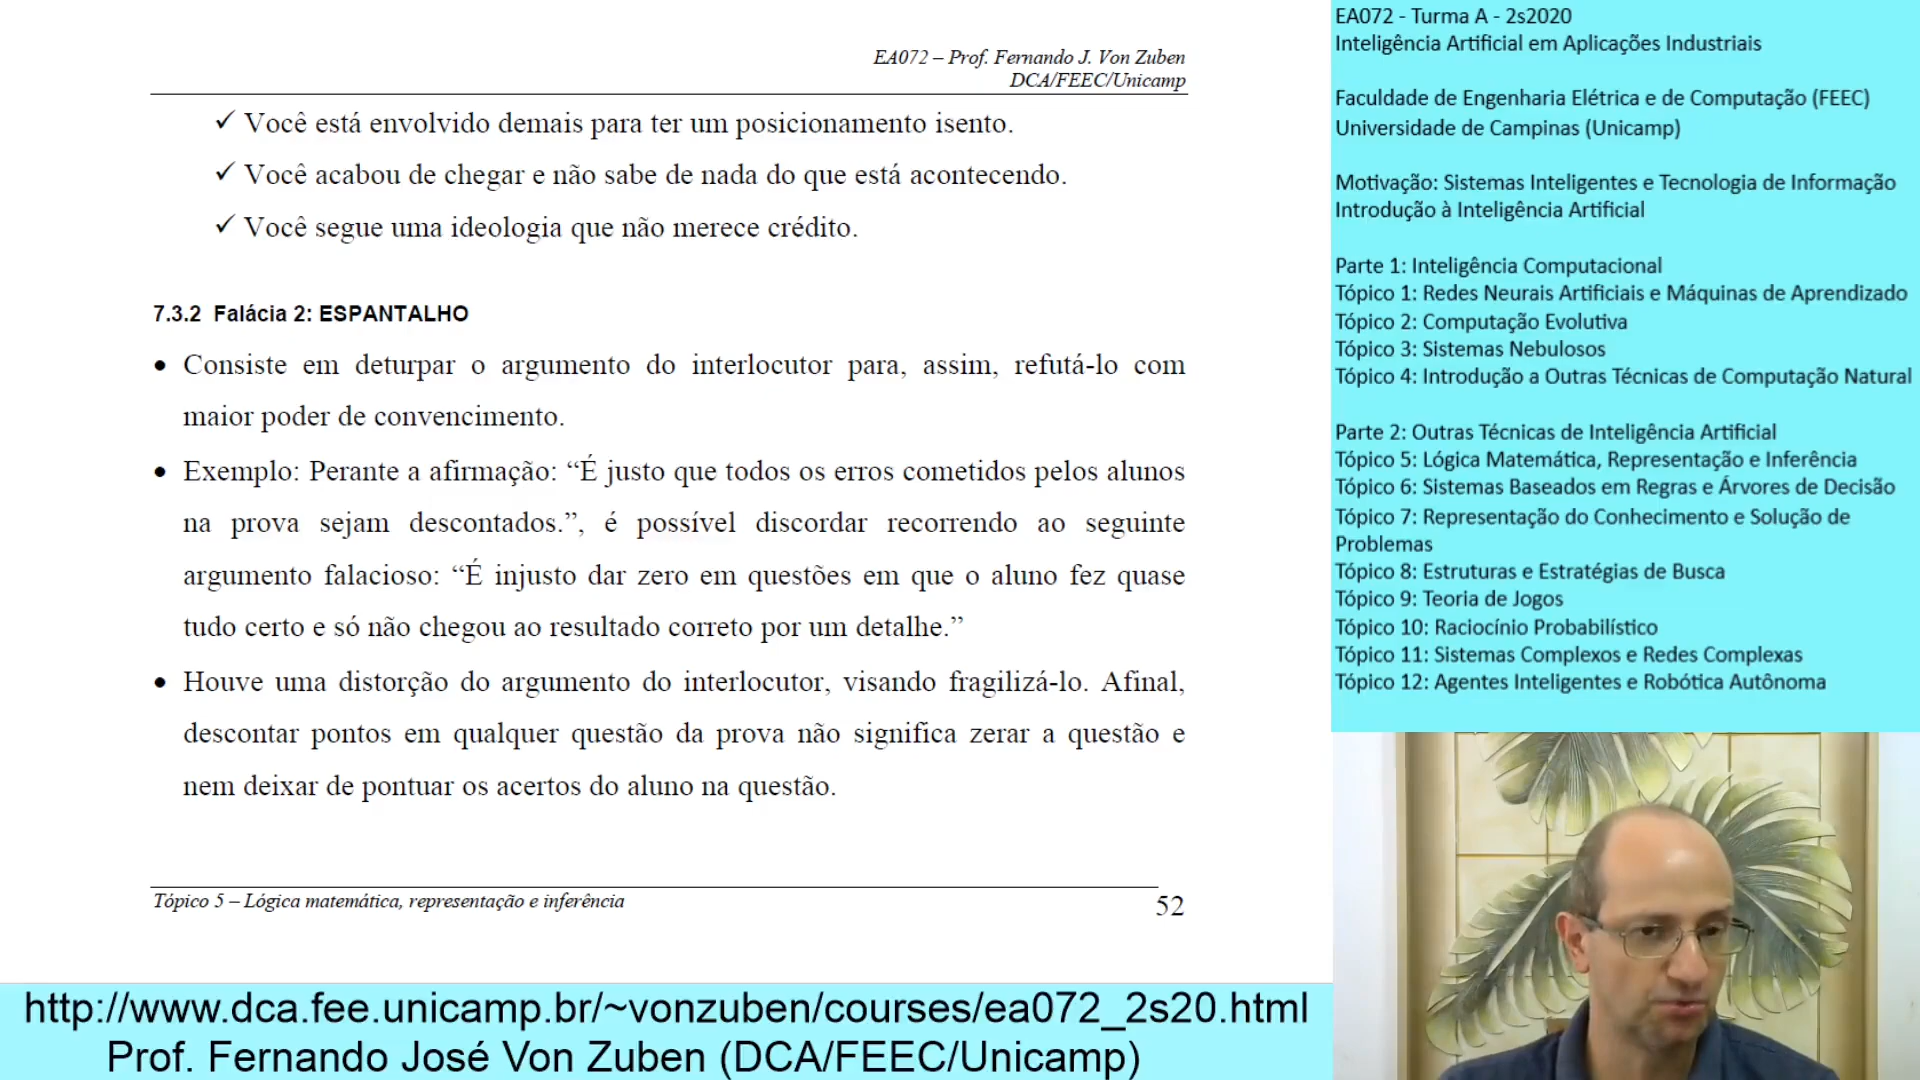 EA072 – Prof. Fernando J. Von Zuben
DCA/FEEC/Unicamp
✓ Você está envolvido demais para ter um posicionamento isento.
✓ Você acabou de chegar e não sabe de nada do que está acontecendo.
✓ Você segue uma ideologia que não merece crédito.
7.3.2 Falácia 2: ESPANTALHO
• Consiste em deturpar o argumento do interlocutor para, assim, refutá-lo com
maior poder de convencimento.
• Exemplo: Perante a afirmação: “É justo que todos os erros cometidos pelos alunos
na prova sejam descontados.”, é possível discordar recorrendo ao seguinte
argumento falacioso: “É injusto dar zero em questões em que o aluno fez quase
tudo certo e só não chegou ao resultado correto por um detalhe.”
• Houve uma distorção do argumento do interlocutor, visando fragilizá-lo. Afinal,
descontar pontos em qualquer questão da prova não significa zerar a questão e
nem deixar de pontuar os acertos do aluno na questão.
Tópico 5 – Lógica matemática, representação e inferência
52
EA072 - Turma A - 2s2020
Inteligência Artificial em Aplicações Industriais
Faculdade de Engenharia Elétrica e de Computação (FEEC)
Universidade de Campinas (Unicamp)
Motivação: Sistemas Inteligentes e Tecnologia de Informação
Introdução à Inteligência Artificial
Parte 1: Inteligência Computacional
Tópico 1: Redes Neurais Artificiais e Máquinas de Aprendizado
Tópico 2: Computação Evolutiva
Tópico 3: Sistemas Nebulosos
Tópico 4: Introdução a Outras Técnicas de Computação Natural
Parte 2: Outras Técnicas de Inteligência Artificial
Tópico 5: Lógica Matemática, Representação e Inferência
Tópico 6: Sistemas Baseados em Regras e Árvores de Decisão
Tópico 7: Representação do Conhecimento e Solução de
Problemas
Tópico 8: Estruturas e Estratégias de Busca
Tópico 9: Teoria de Jogos
Tópico 10: Raciocínio Probabilístico
Tópico 11: Sistemas Complexos e Redes Complexas
Tópico 12: Agentes Inteligentes e Robótica Autônoma
http://www.dca.fee.unicamp.br/~vonzuben/courses/ea072_2s20.html
Prof. Fernando José Von Zuben (DCA/FEEC/Unicamp)